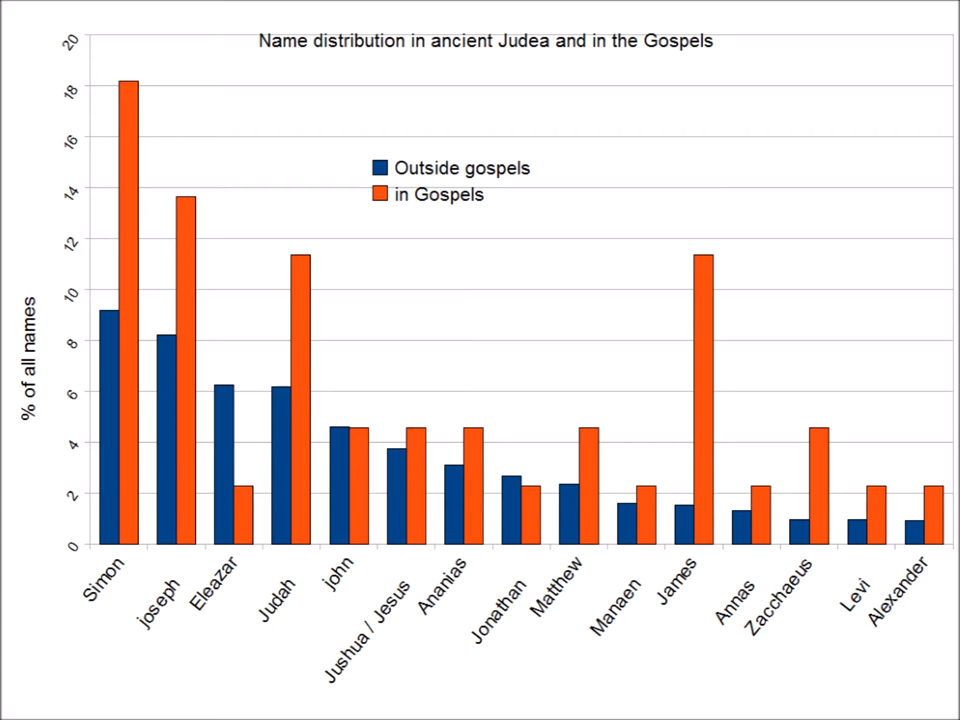 Name distribution in ancient Judea and in the Gospels
Outside gospels
in Gospels
% of all names
20
18
16
14
12
10
8
6
4
2
0
Simon
joseph
Eleazar
Judah
john
Jushua / Jesus
Ananias
Jonathan
Matthew
Manaen
James
Annas
Zacchaeus
Levi
Alexander